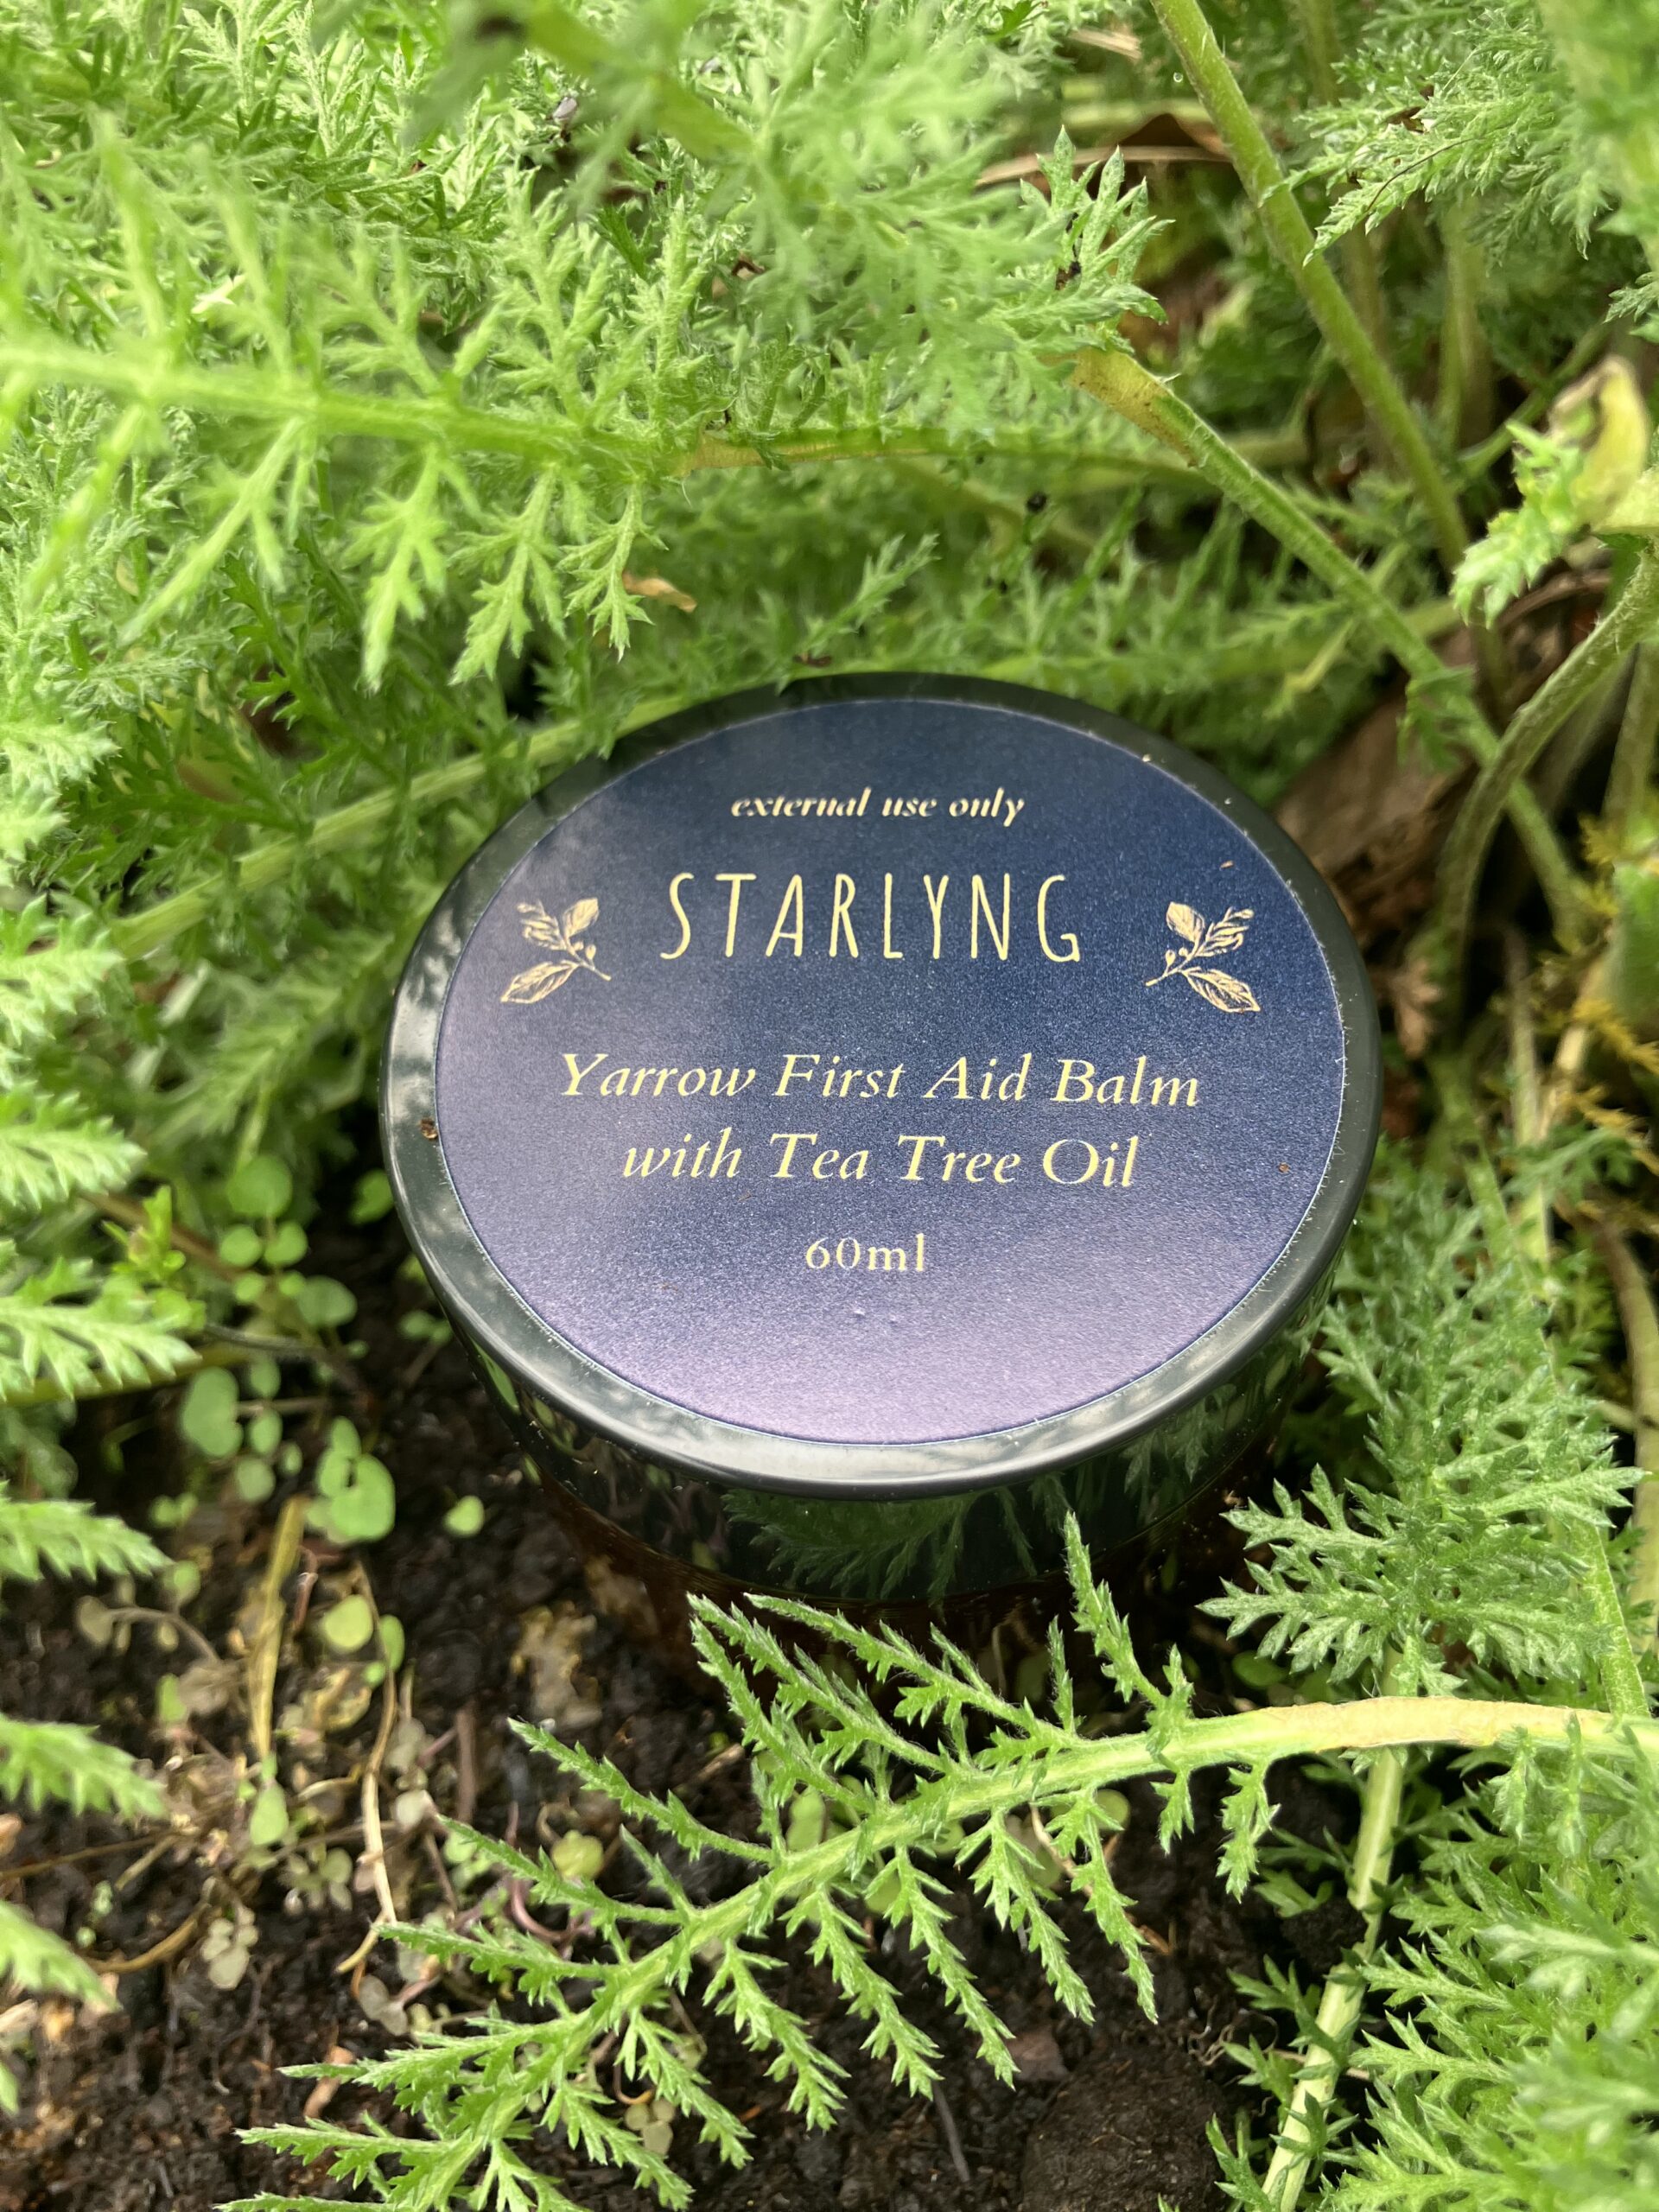 external use only
STARLYNG
Yarrow First Aid Balm
with Tea Tree Oil
60ml